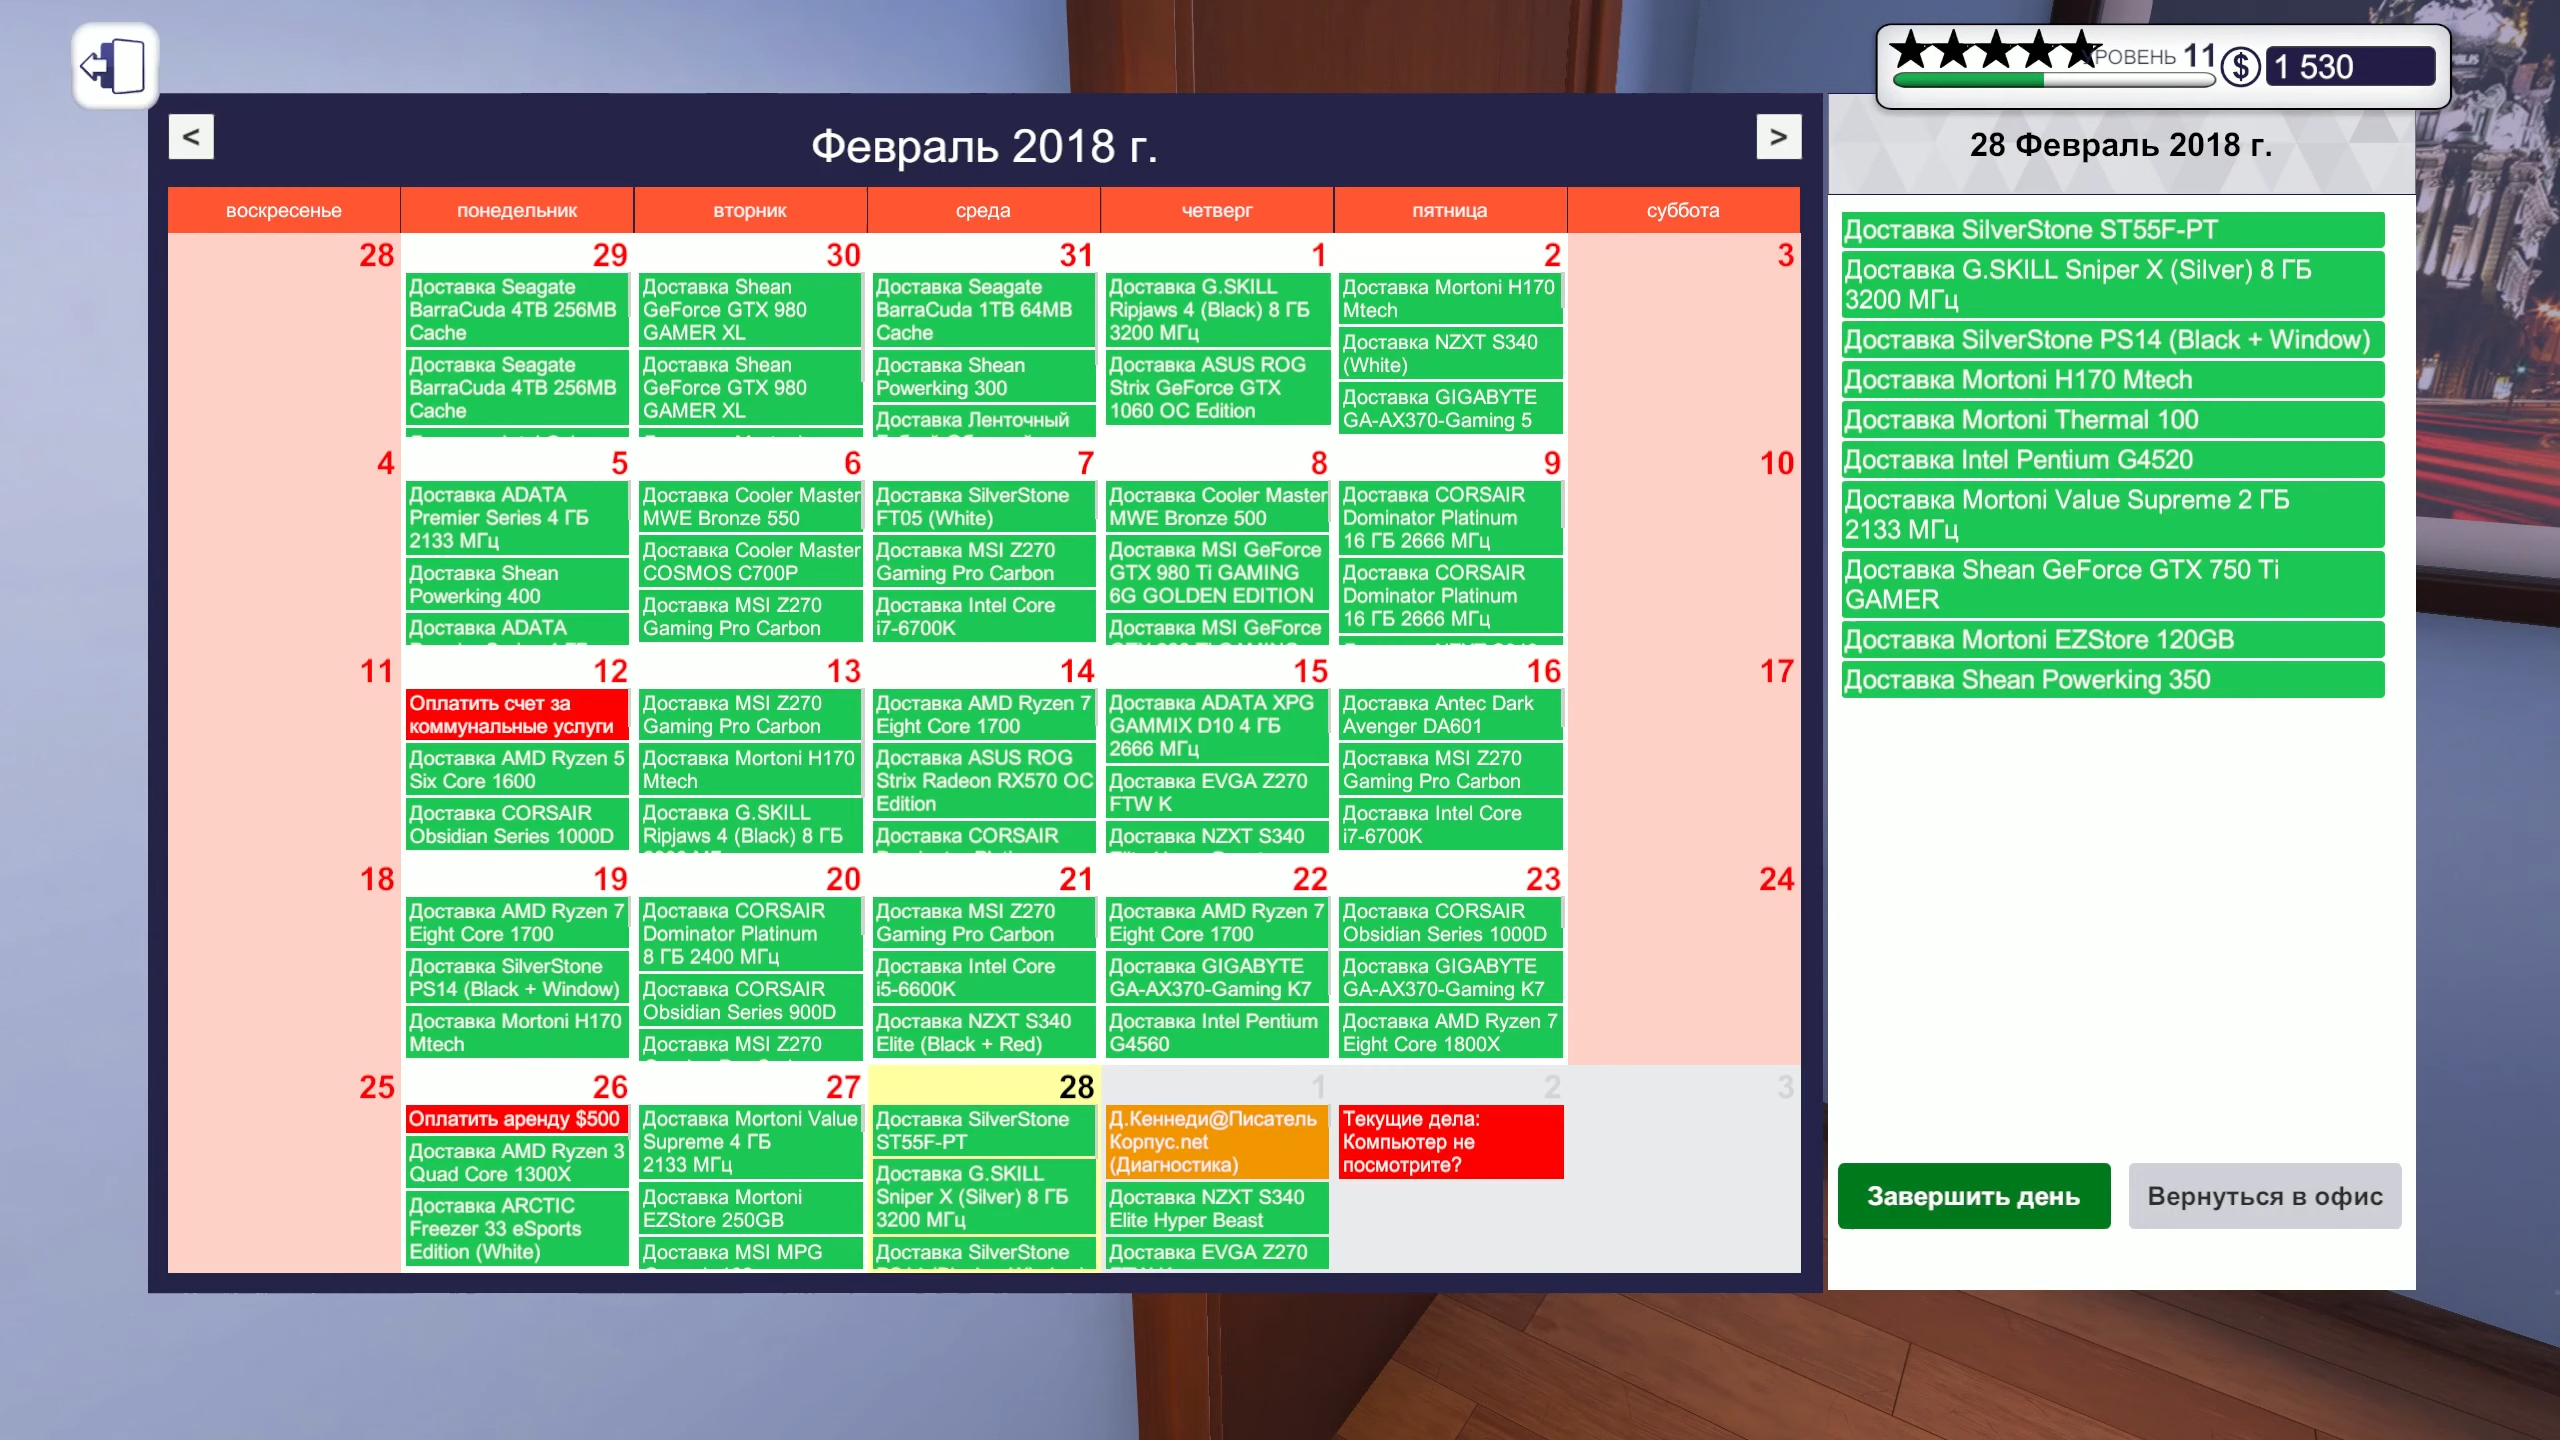 УРОВЕНЬ 11
$ 1 530
<
Февраль 2018 г.
>
28 Февраль 2018 г.
воскресенье понедельник вторник среда четверг пятница суббота
28
29
Доставка Seagate
BarraCuda 4TB 256MB
Cache
Доставка Seagate
BarraCuda 4TB 256MB
Cache
30
Доставка Shean
GeForce GTX 980
GAMER XL
Доставка Shean
GeForce GTX 980
GAMER XL
31
Доставка Seagate
BarraCuda 1TB 64MB
Cache
Доставка Shean
Powerking 300
Доставка Ленточный
1
Доставка G.SKILL
Ripjaws 4 (Black) 8 ГБ
3200 МГц
Доставка ASUS ROG
Strix GeForce GTX
1060 OC Edition
2
Доставка Mortoni H170
Mtech
Доставка NZXT S340
(White)
Доставка GIGABYTE
GA-AX370-Gaming 5
3
4
5
Доставка ADATA
Premier Series 4 ГБ
2133 МГц
Доставка Shean
Powerking 400
Доставка ADATA
6
Доставка Cooler Master
MWE Bronze 550
Доставка Cooler Master
COSMOS C700P
Доставка MSI Z270
Gaming Pro Carbon
7
Доставка SilverStone
FT05 (White)
Доставка MSI Z270
Gaming Pro Carbon
Доставка Intel Core
i7-6700K
8
Доставка Cooler Master
MWE Bronze 500
Доставка MSI GeForce
GTX 980 Ti GAMING
6G GOLDEN EDITION
Доставка MSI GeForce
9
Доставка CORSAIR
Dominator Platinum
16 ГБ 2666 МГц
Доставка CORSAIR
Dominator Platinum
16 ГБ 2666 МГц
10
11
12
Оплатить счет за
коммунальные услуги
Доставка AMD Ryzen 5
Six Core 1600
Доставка CORSAIR
Obsidian Series 1000D
13
Доставка MSI Z270
Gaming Pro Carbon
Доставка Mortoni H170
Mtech
Доставка G.SKILL
Ripjaws 4 (Black) 8 ГБ
14
Доставка AMD Ryzen 7
Eight Core 1700
Доставка ASUS ROG
Strix Radeon RX570 OC
Edition
Доставка CORSAIR
15
Доставка ADATA XPG
GAMMIX D10 4 ГБ
2666 МГц
Доставка EVGA Z270
FTW K
Доставка NZXT S340
16
Доставка Antec Dark
Avenger DA601
Доставка MSI Z270
Gaming Pro Carbon
Доставка Intel Core
i7-6700K
17
18
19
Доставка AMD Ryzen 7
Eight Core 1700
Доставка SilverStone
PS14 (Black + Window)
Доставка Mortoni H170
Mtech
20
Доставка CORSAIR
Dominator Platinum
8 ГБ 2400 МГц
Доставка CORSAIR
Obsidian Series 900D
Доставка MSI Z270
21
Доставка MSI Z270
Gaming Pro Carbon
Доставка Intel Core
i5-6600K
Доставка NZXT S340
Elite (Black + Red)
22
Доставка AMD Ryzen 7
Eight Core 1700
Доставка GIGABYTE
GA-AX370-Gaming K7
Доставка Intel Pentium
G4560
23
Доставка CORSAIR
Obsidian Series 1000D
Доставка GIGABYTE
GA-AX370-Gaming K7
Доставка AMD Ryzen 7
Eight Core 1800X
24
25
26
Оплатить аренду $500
Доставка AMD Ryzen 3
Quad Core 1300X
Доставка ARCTIC
Freezer 33 eSports
Edition (White)
27
Доставка Mortoni Value
Supreme 4 ГБ
2133 МГц
Доставка Mortoni
EZStore 250GB
Доставка MSI MPG
28
Доставка SilverStone
ST55F-PT
Доставка G.SKILL
Sniper X (Silver) 8 ГБ
3200 МГц
Доставка SilverStone
1
Д.Кеннеди@Писатель
Корпус.net
(Диагностика)
Доставка NZXT S340
Elite Hyper Beast
Доставка EVGA Z270
2
Текущие дела:
Компьютер не
посмотрите?
3
Доставка SilverStone ST55F-PT
Доставка G.SKILL Sniper X (Silver) 8 ГБ
3200 МГц
Доставка SilverStone PS14 (Black + Window)
Доставка Mortoni H170 Mtech
Доставка Mortoni Thermal 100
Доставка Intel Pentium G4520
Доставка Mortoni Value Supreme 2 ГБ
2133 МГц
Доставка Shean GeForce GTX 750 Ti
GAMER
Доставка Mortoni EZStore 120GB
Доставка Shean Powerking 350
Завершить день
Вернуться в офис